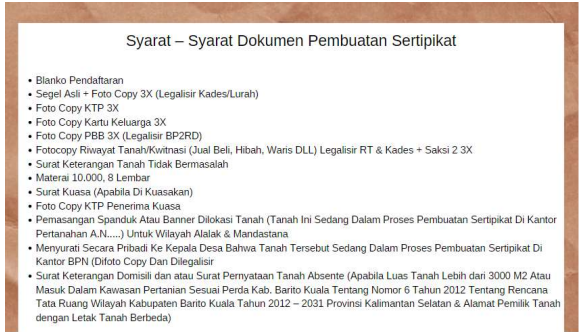 Syarat – Syarat Dokumen Pembuatan Sertipikat
• Blanko Pendaftaran
• Segel Asli + Foto Copy 3X (Legalisir Kades/Lurah)
• Foto Copy KTP 3X
• Foto Copy Kartu Keluarga 3X
• Foto Copy PBB 3X (Legalisir BP2RD)
• Fotocopy Riwayat Tanah/Kwitnasi (Jual Beli, Hibah, Waris DLL) Legalisir RT & Kades + Saksi 2 3X
• Surat Keterangan Tanah Tidak Bermasalah
• Materai 10.000, 8 Lembar
• Surat Kuasa (Apabila Di Kuasakan)
• Foto Copy KTP Penerima Kuasa
• Pemasangan Spanduk Atau Banner Dilokasi Tanah (Tanah Ini Sedang Dalam Proses Pembuatan Sertipikat Di Kantor
Pertanahan A.N.....) Untuk Wilayah Alalak & Mandastana
• Menyurati Secara Pribadi Ke Kepala Desa Bahwa Tanah Tersebut Sedang Dalam Proses Pembuatan Sertipikat Di
Kantor BPN (Difoto Copy Dan Dilegalisir
• Surat Keterangan Domisili dan atau Surat Pernyataan Tanah Absente (Apabila Luas Tanah Lebih dari 3000 M2 Atau
Masuk Dalam Kawasan Pertanian Sesuai Perda Kab. Barito Kuala Tentang Nomor 6 Tahun 2012 Tentang Rencana
Tata Ruang Wilayah Kabupaten Barito Kuala Tahun 2012 – 2031 Provinsi Kalimantan Selatan & Alamat Pemilik Tanah
dengan Letak Tanah Berbeda)